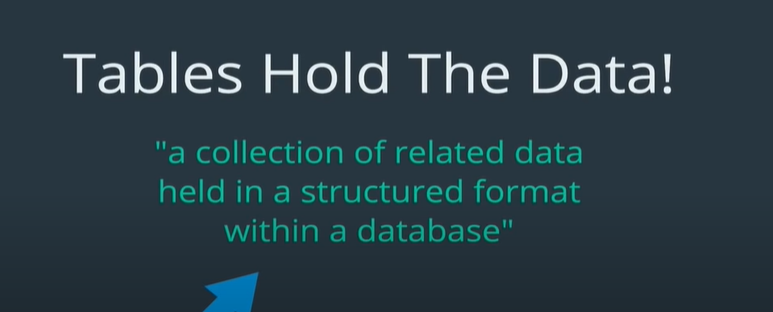 Tables Hold The Data!
"a collection of related data
held in a structured format
within a database"